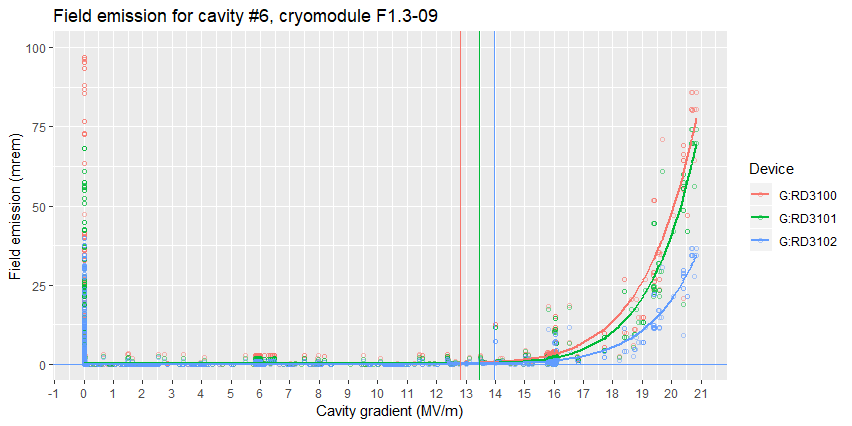 Field emission for cavity #6, cryomodule F1.3-09
Field emission (mrem)
100
75
50
25
0
-1 0 1 2 3 4 5 6 7 8 9 10 11 12 13 14 15 16 17 18 19 20 21
Cavity gradient (MV/m)
Device
G:RD3100
G:RD3101
G:RD3102